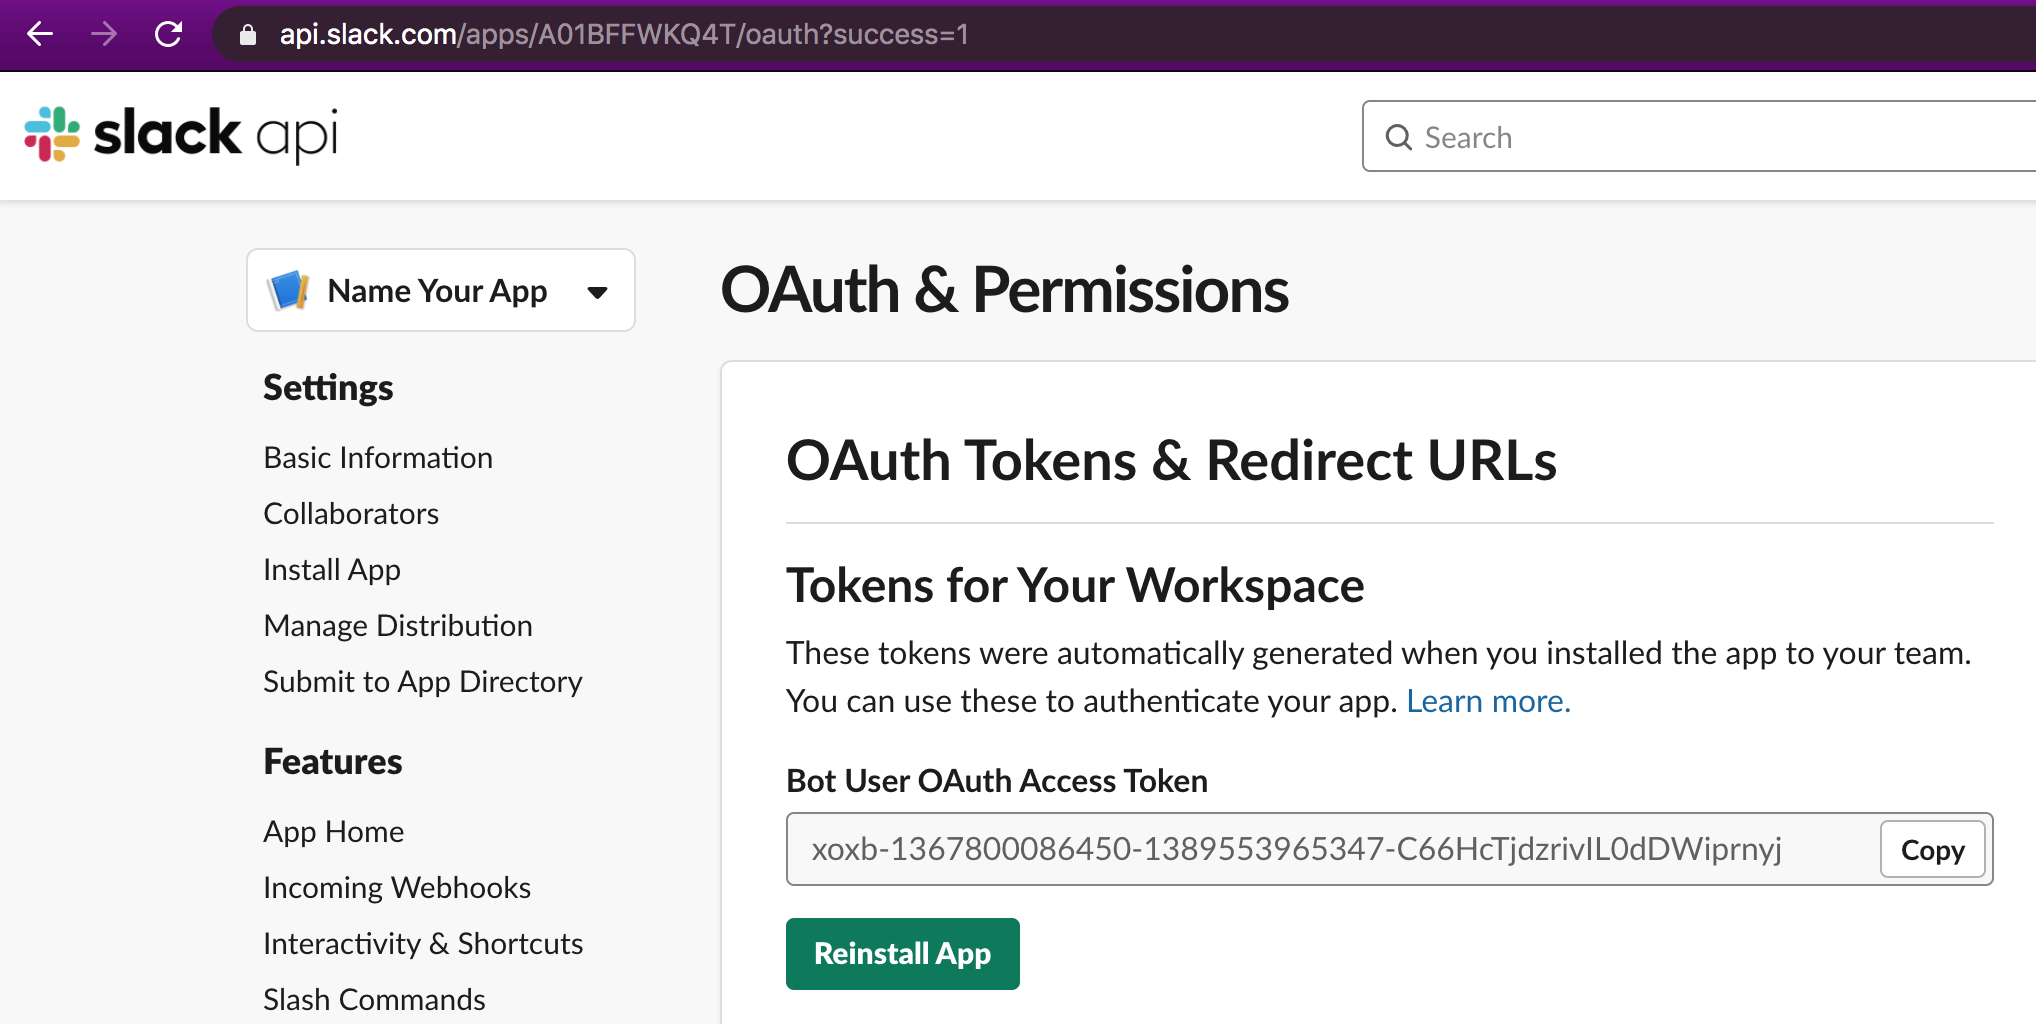 api.slack.com/apps/A01BFFWKQ4T/oauth?success=1
slack api
Search
Name Your App
OAuth & Permissions
Settings
Basic Information
Collaborators
Install App
Manage Distribution
Submit to App Directory
Features
App Home
Incoming Webhooks
Interactivity & Shortcuts
Slash Commands
OAuth Tokens & Redirect URLs
Tokens for Your Workspace
These tokens were automatically generated when you installed the app to your team.
You can use these to authenticate your app. Learn more.
Bot User OAuth Access Token
xoxb-1367800086450-1389553965347-C66HcTjdzrivIL0dDWiprnyj
Copy
Reinstall App